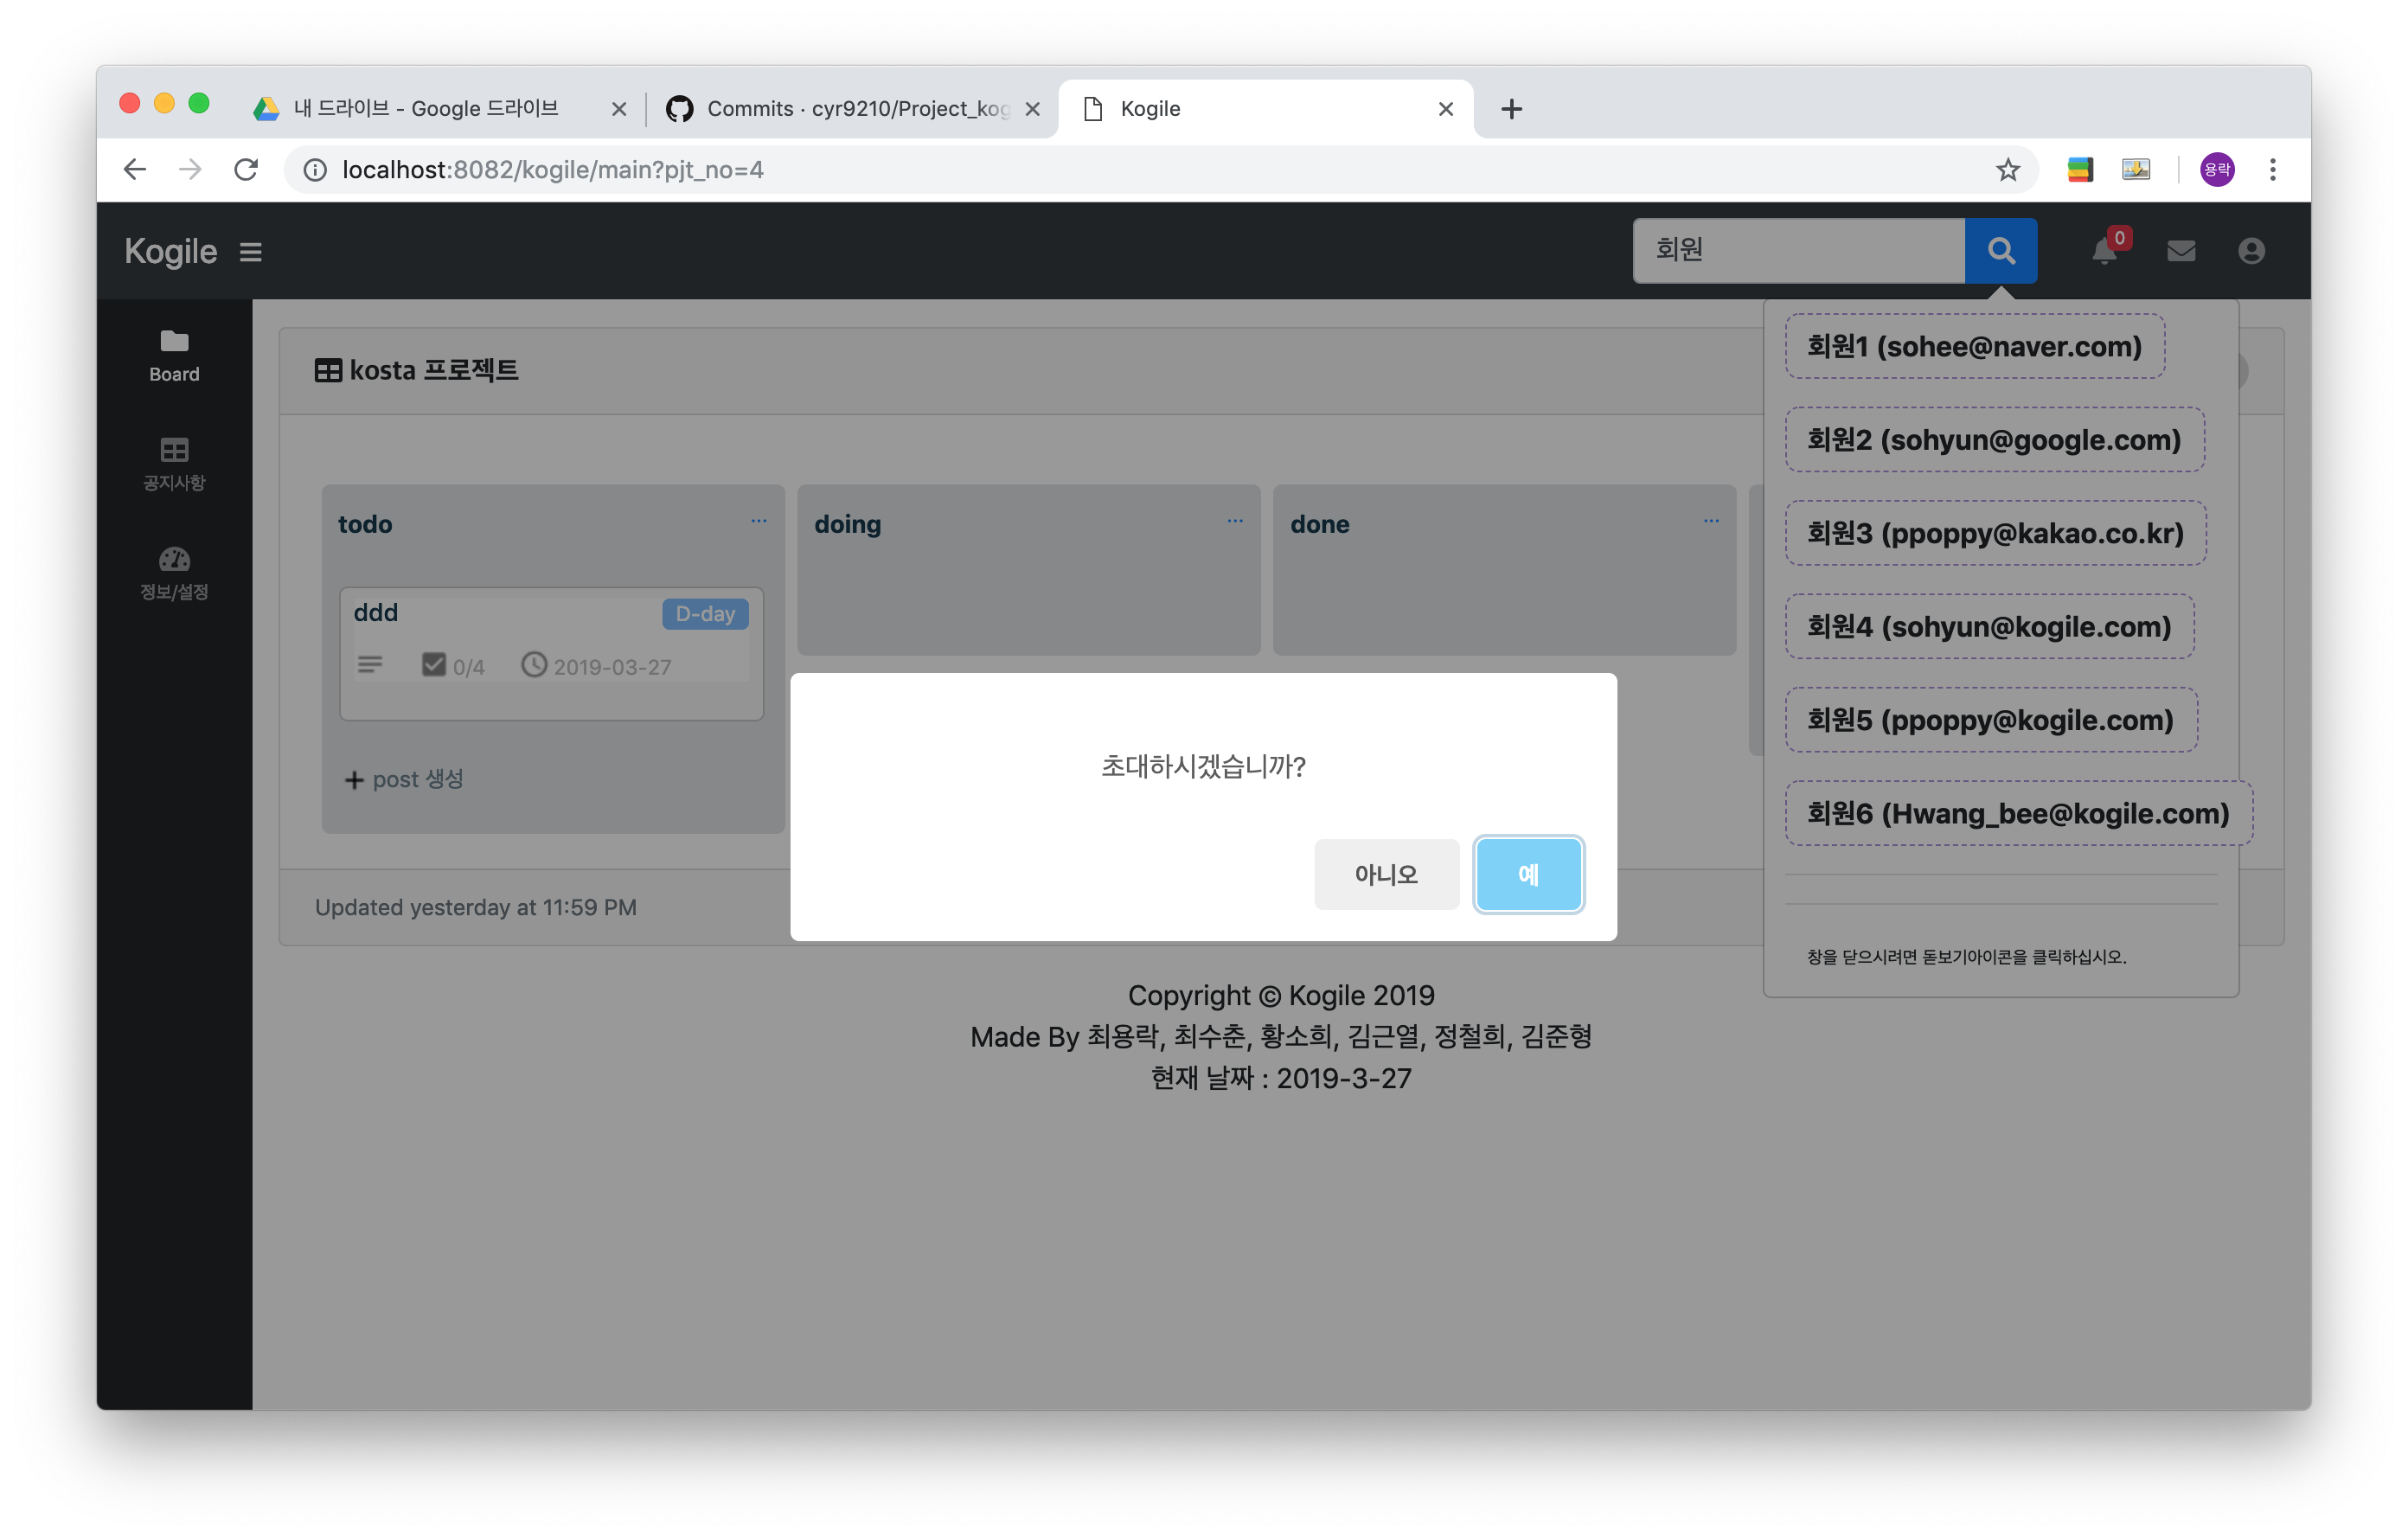 내 드라이브 - Google 드라이브
Commits · cyr9210/Project_kog
Kogile
localhost:8082/kogile/main?pjt_no=4
용락
Kogile
회원
0
Board
공지사항
정보/설정
kosta 프로젝트
todo
...
doing
...
done
...
ddd
D-day
0/4
2019-03-27
+ post 생성
Updated yesterday at 11:59 PM
회원1 (sohee@naver.com)
회원2 (sohyun@google.com)
회원3 (ppoppy@kakao.co.kr)
회원4 (sohyun@kogile.com)
회원5 (ppoppy@kogile.com)
회원6 (Hwang_bee@kogile.com)
창을 닫으시려면 돋보기아이콘을 클릭하십시오.
초대하시겠습니까?
아니오
예
Copyright © Kogile 2019
Made By 최용락, 최수춘, 황소희, 김근열, 정철희, 김준형
현재 날짜 : 2019-3-27